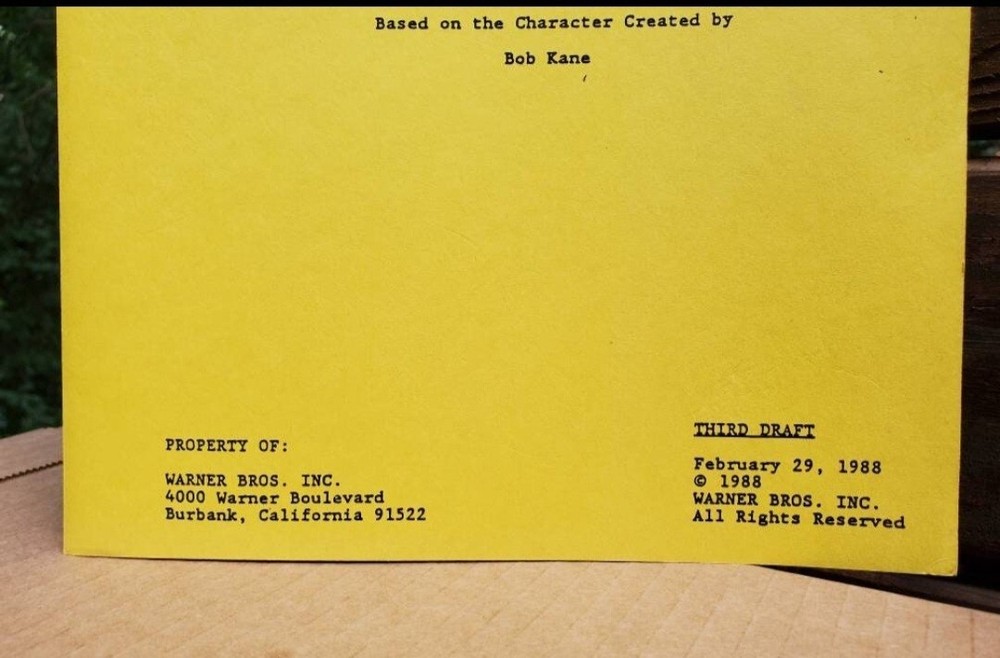 Based on the Character Created by
Bob Kane
PROPERTY OF:
WARNER BROS. INC.
4000 Warner Boulevard
Burbank, California 91522
THIRD DRAFT
February 29, 1988
© 1988
WARNER BROS. INC.
All Rights Reserved